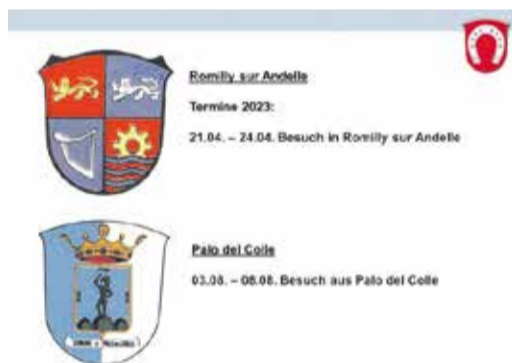 Romilly sur Andelle
Termine 2023:
21.04. – 24.04. Besuch in Romilly sur Andelle
Palo del Colle
03.08. – 08.08. Besuch aus Palo del Colle